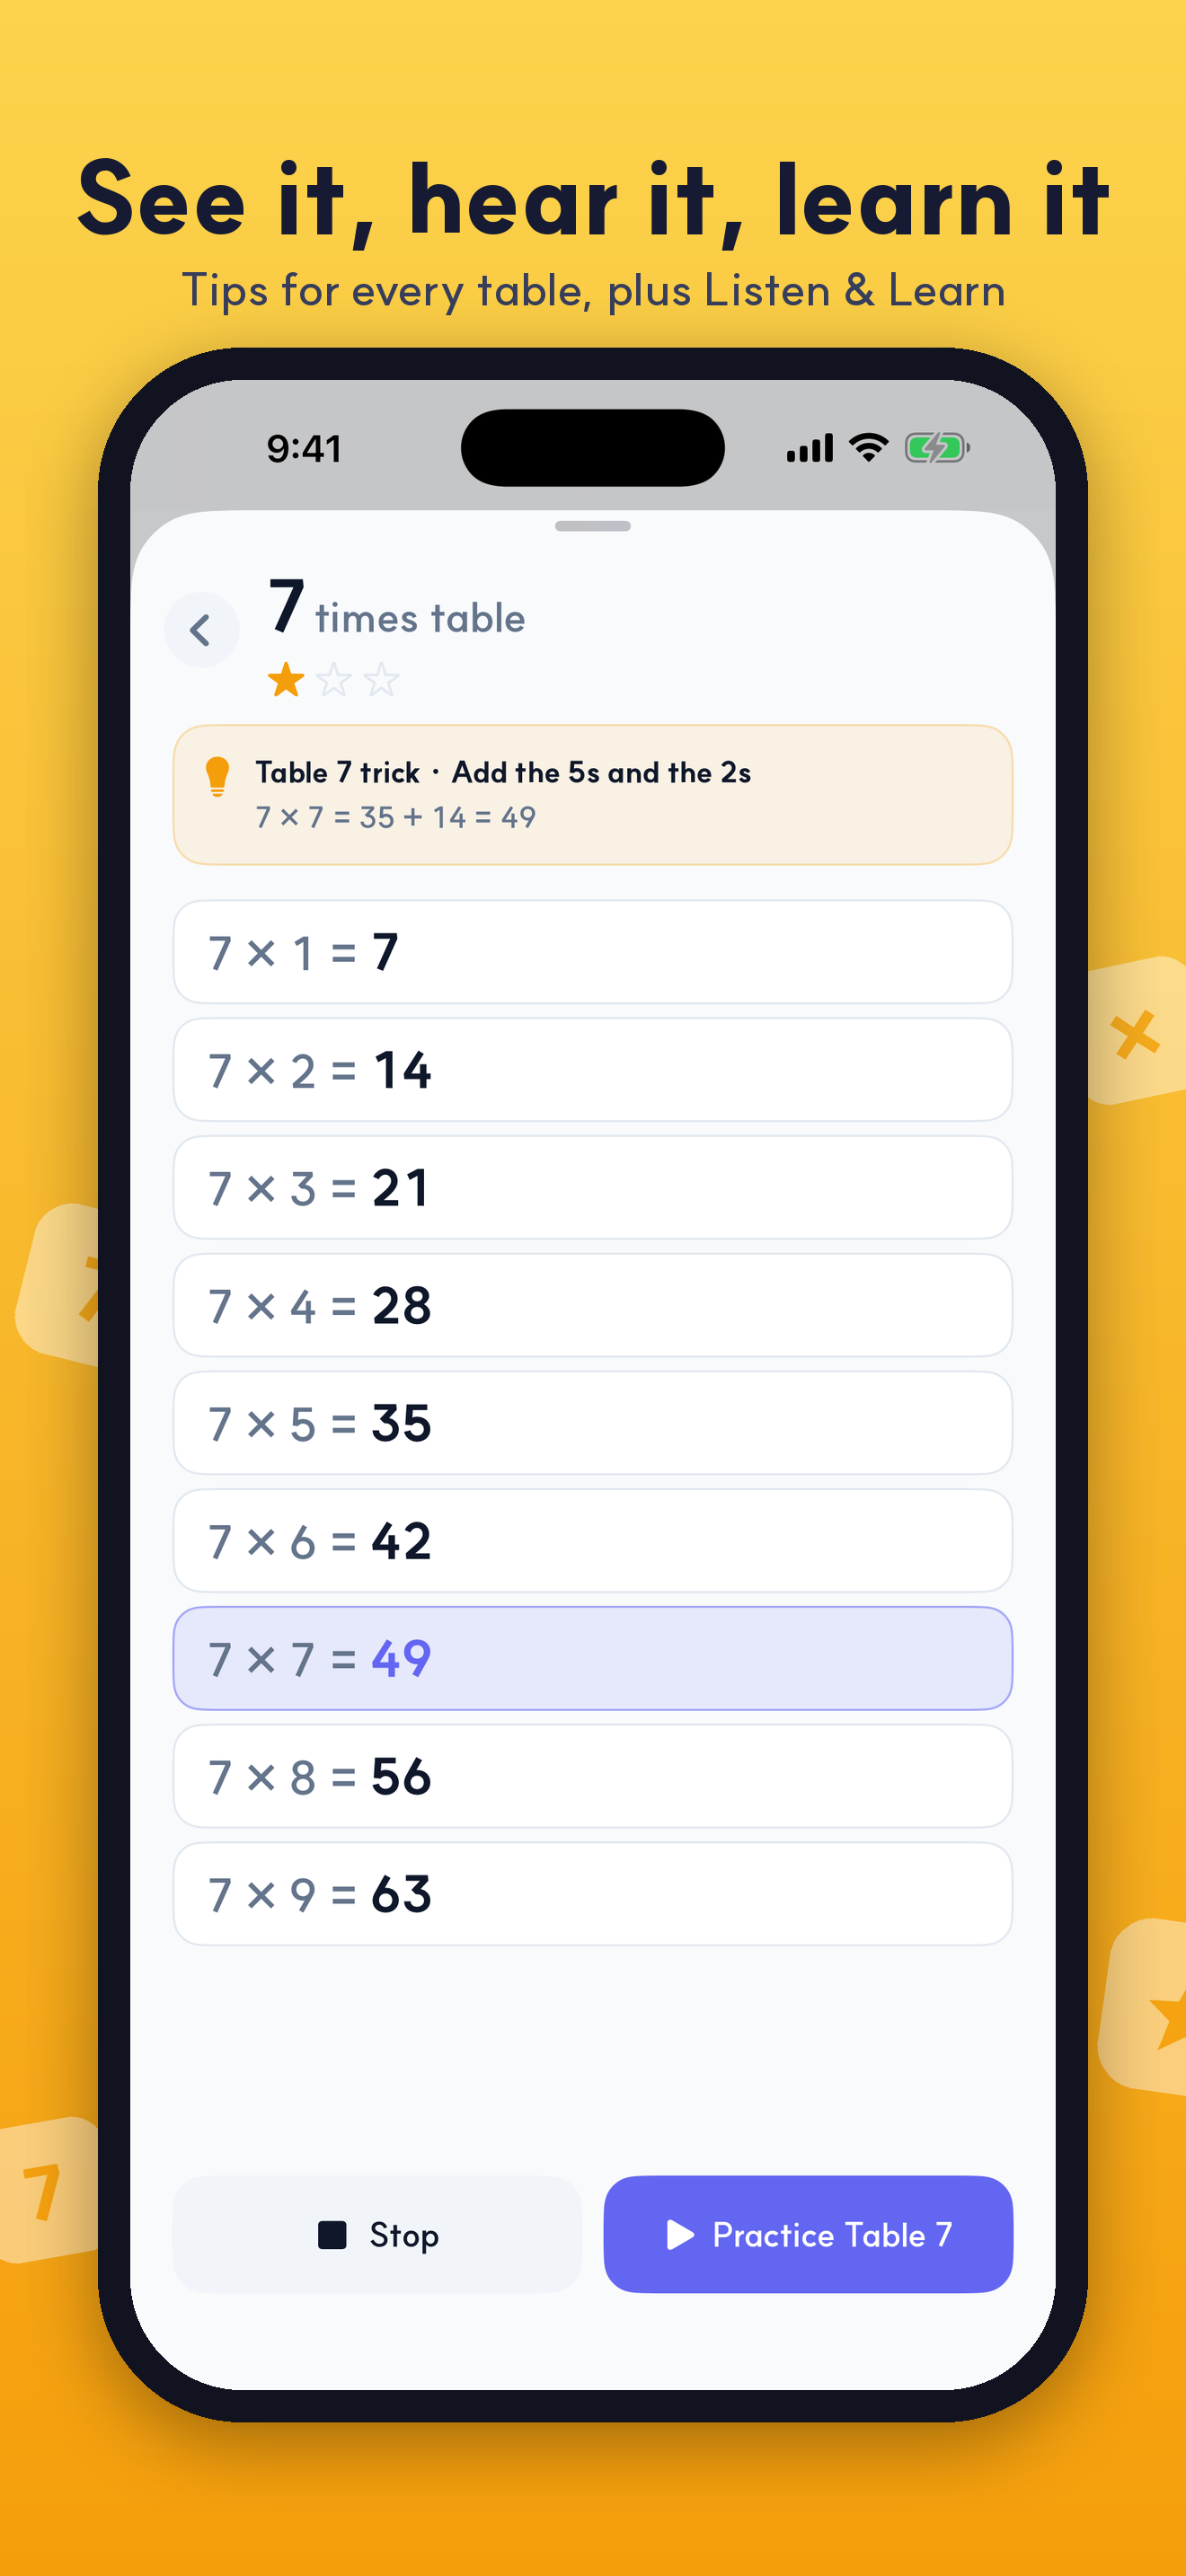 See it, hear it, learn it
Tips for every table, plus Listen & Learn
9:41
7 times table
Table 7 trick · Add the 5s and the 2s
7 × 7 = 35 + 14 = 49
7 × 1 = 7
7 × 2 = 14
7 × 3 = 21
×
7 × 4 = 28
7
7 × 5 = 35
7 × 6 = 42
7 × 7 = 49
7 × 8 = 56
7 × 9 = 63
7
Stop
Practice Table 7